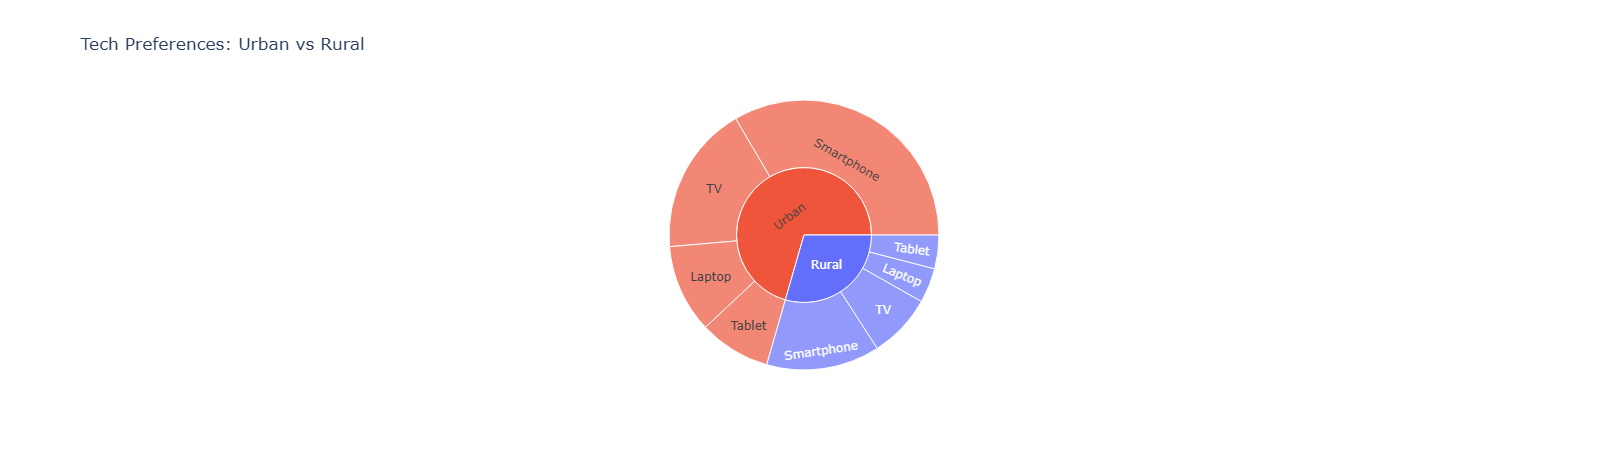 Tech Preferences: Urban vs Rural
Smartphone
TV
Urban
Tablet
Rural
Laptop
Laptop
TV
Tablet
Smartphone